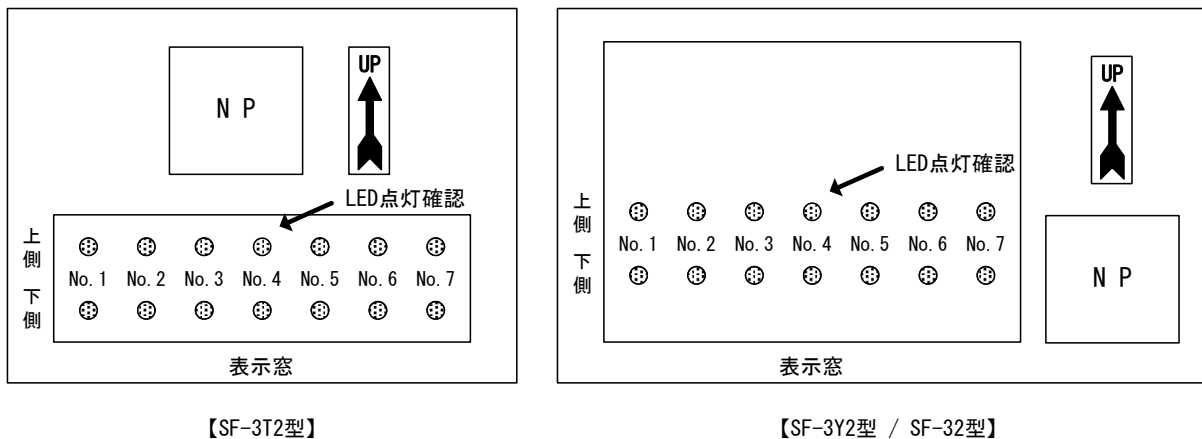 UP
N P
LED点灯確認
上側
No. 1 No. 2 No. 3 No. 4 No. 5 No. 6 No. 7
下側
表示窓
【SF-3T2型】
UP
LED点灯確認
上側
No. 1 No. 2 No. 3 No. 4 No. 5 No. 6 No. 7
下側
N P
表示窓
【SF-3Y2型 / SF-32型】